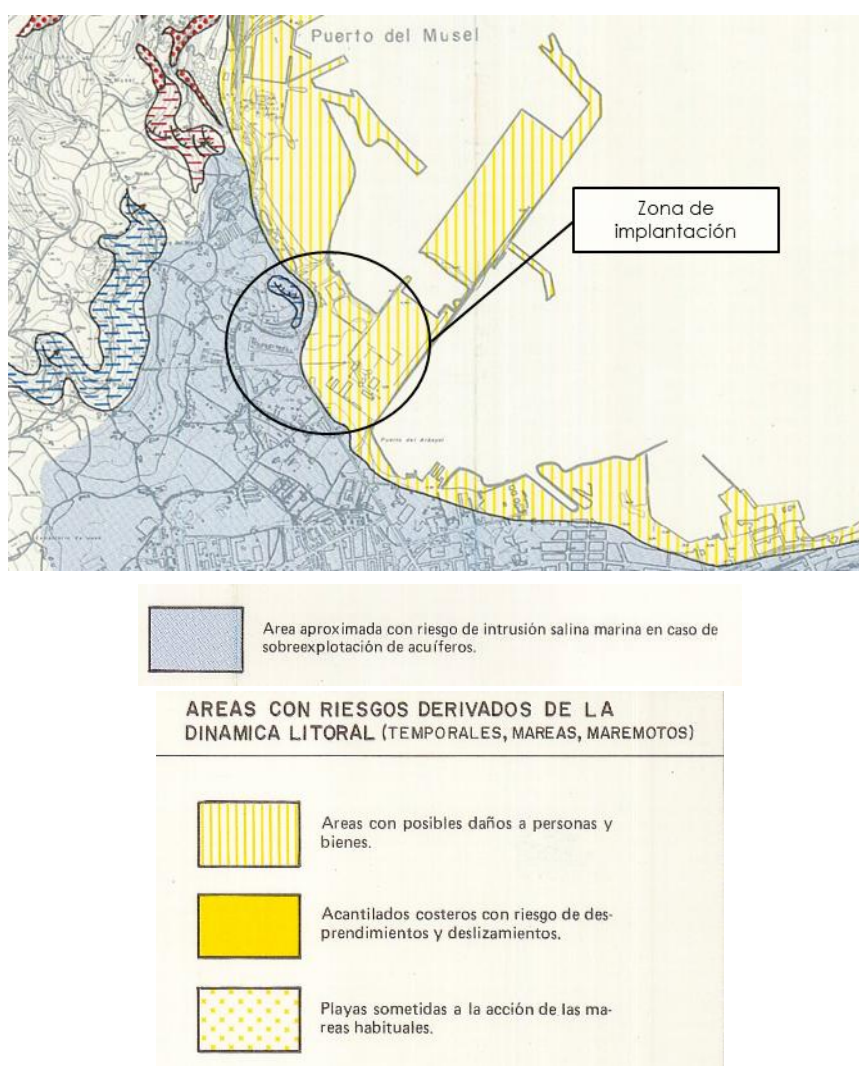 Puerto del Musel
Zona de
implantación
Puerto del Arbeyal
Area aproximada con riesgo de intrusión salina marina en caso de
sobreexplotación de acuíferos.
AREAS CON RIESGOS DERIVADOS DE LA
DINAMICA LITORAL (TEMPORALES, MAREAS, MAREMOTOS)
Areas con posibles daños a personas y
bienes.
Acantilados costeros con riesgo de des-
prendimientos y deslizamientos.
Playas sometidas a la acción de las ma-
reas habituales.